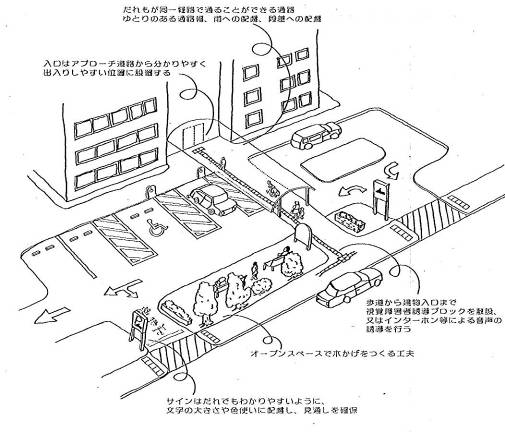 だれもが同一経路で通ることができる通路
ゆとりのある通路幅、雨への配慮、段差への配慮
入口はアプローチ道路から分かりやすく
出入りしやすい位置に設置する
歩道から建物入口まで
視覚障害者誘導ブロックを敷設、
又はインターホン等による音声の
誘導を行う
オープンスペースで木かげをつくる工夫
サインはだれでもわかりやすいように、
文字の大きさや色使いに配慮し、見通しを確保